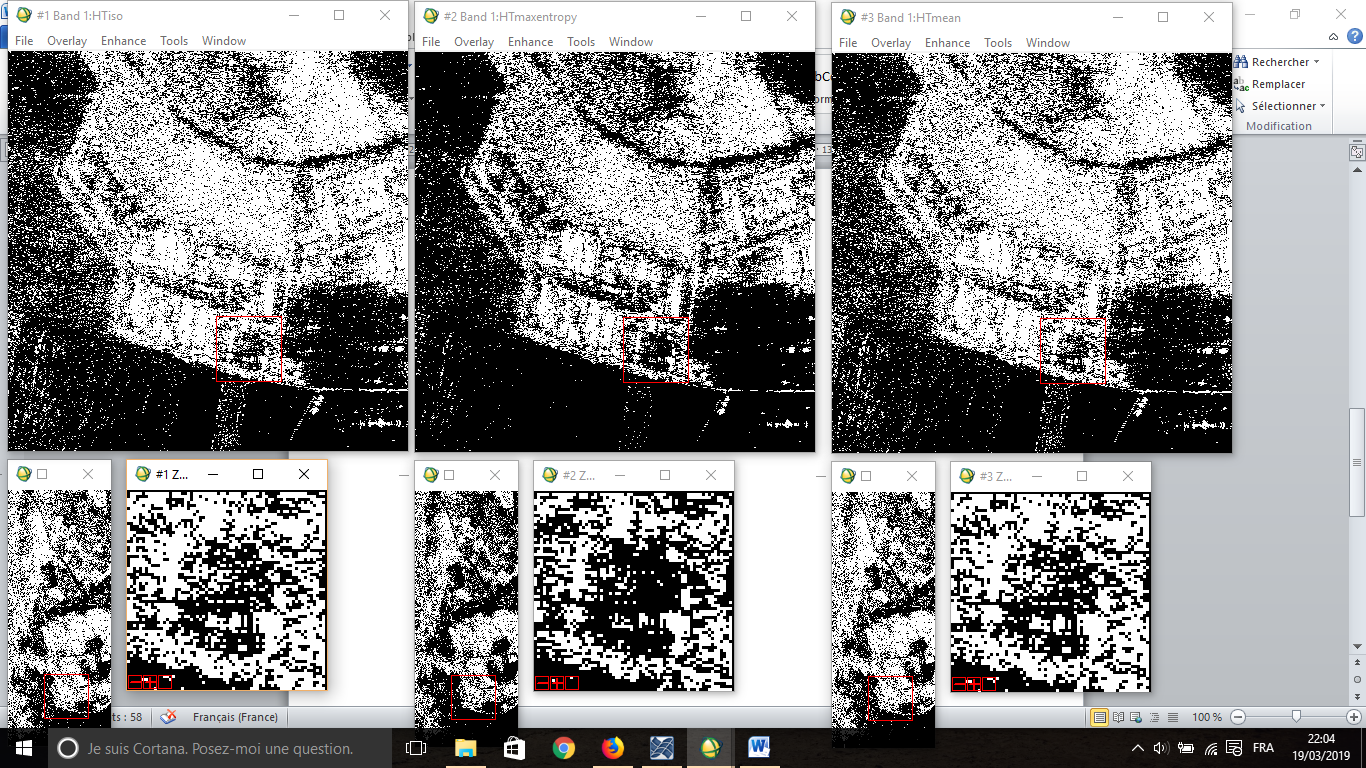 #1 Band 1:HTiso
File Overlay Enhance Tools Window
#2 Band 1:HTmaxentropy
File Overlay Enhance Tools Window
#3 Band 1:HTmean
File Overlay Enhance Tools Window
Rechercher
Remplacer
Sélectionner
Modification
#1 Z...
#2 Z...
#3 Z...
ts : 58 Français (France)
100 %
Je suis Cortana. Posez-moi une question.
FRA
22:04
19/03/2019